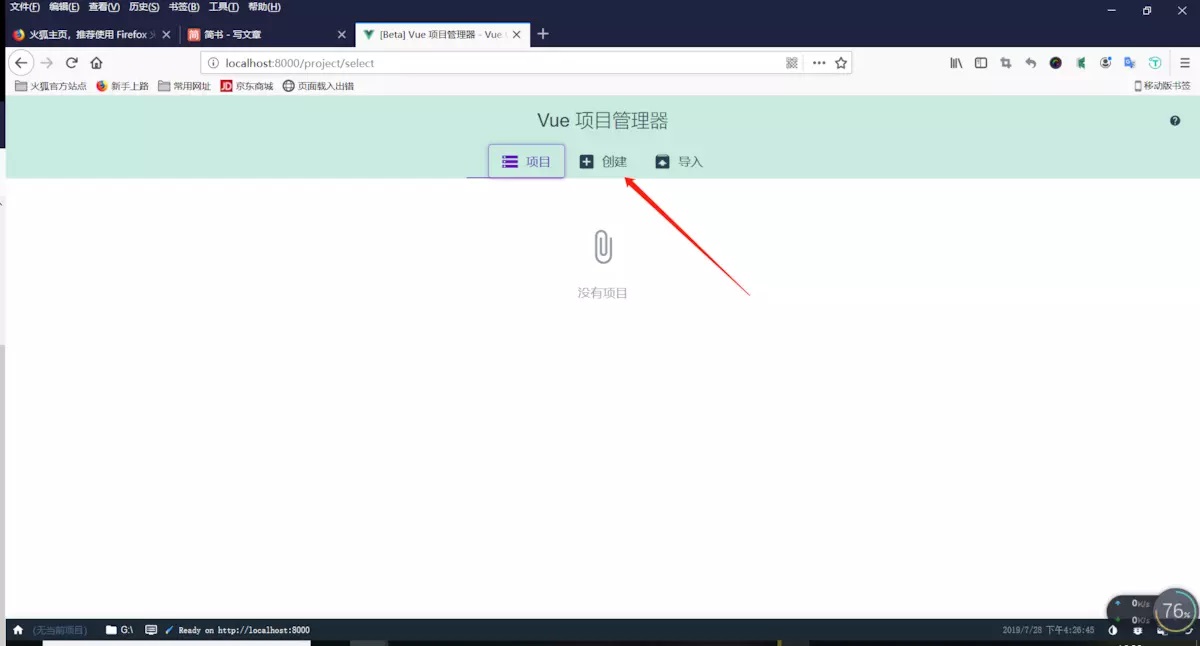 文件(F) 编辑(E) 查看(V) 历史(S) 书签(B) 工具(T) 帮助(H)
火狐主页，推荐使用 Firefox 简书 - 写文章 [Beta] Vue 项目管理器 - Vue
localhost:8000/project/select
火狐官方站点 新手上路 常用网址 JD 京东商城 页面载入出错 移动版书签
Vue 项目管理器
项目 创建 导入
没有项目
0K/s
76%
0K/s
(无当前项目) G:\ Ready on http://localhost:8000 2019/7/28 下午4:26:45